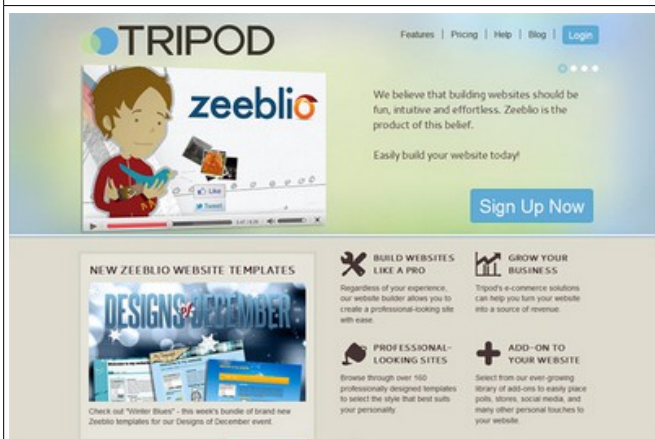 TRIPOD
Features | Pricing | Help | Blog | Login
zeeblio
Like
Tweet
We believe that building websites should be
fun, intuitive and effortless. Zeeblio is the
product of this belief.
Easily build your website today!
Sign Up Now
NEW ZEEBLIO WEBSITE TEMPLATES
DESIGNS of DECEMBER
Check out "Winter Blues" - this week's bundle of brand new
Zeeblio templates for our Designs of December event.
BUILD WEBSITES
LIKE A PRO
Regardless of your experience,
our website builder allows you to
create a professional-looking site
with ease.
GROW YOUR
BUSINESS
Tripod's e-commerce solutions
can help you turn your website
into a source of revenue.
PROFESSIONAL-
LOOKING SITES
Browse through over 160
professionally designed templates
to select the style that best suits
your personality.
ADD-ON TO
YOUR WEBSITE
Select from our ever-growing
library of add-ons to easily place
polls, stores, social media, and
many other personal touches to
your website.